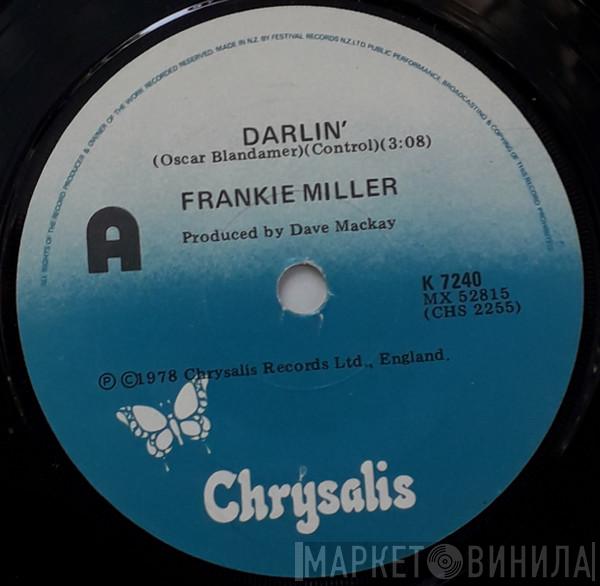 ALL RIGHTS OF THE RECORD PRODUCER & OWNER OF THE WORK RECORDED RESERVED. MADE IN N.Z. BY FESTIVAL RECORDS N.Z. LTD. PUBLIC PERFORMANCE, BROADCASTING & COPYING OF THIS RECORD PROHIBITED
DARLIN'
(Oscar Blandamer)(Control)(3:08)
FRANKIE MILLER
A
Produced by Dave Mackay
K 7240
MX 52815
(CHS 2255)
Ⓟ ©1978 Chrysalis Records Ltd., England.
Chrysalis
МАРКЕТ ВИНИЛА